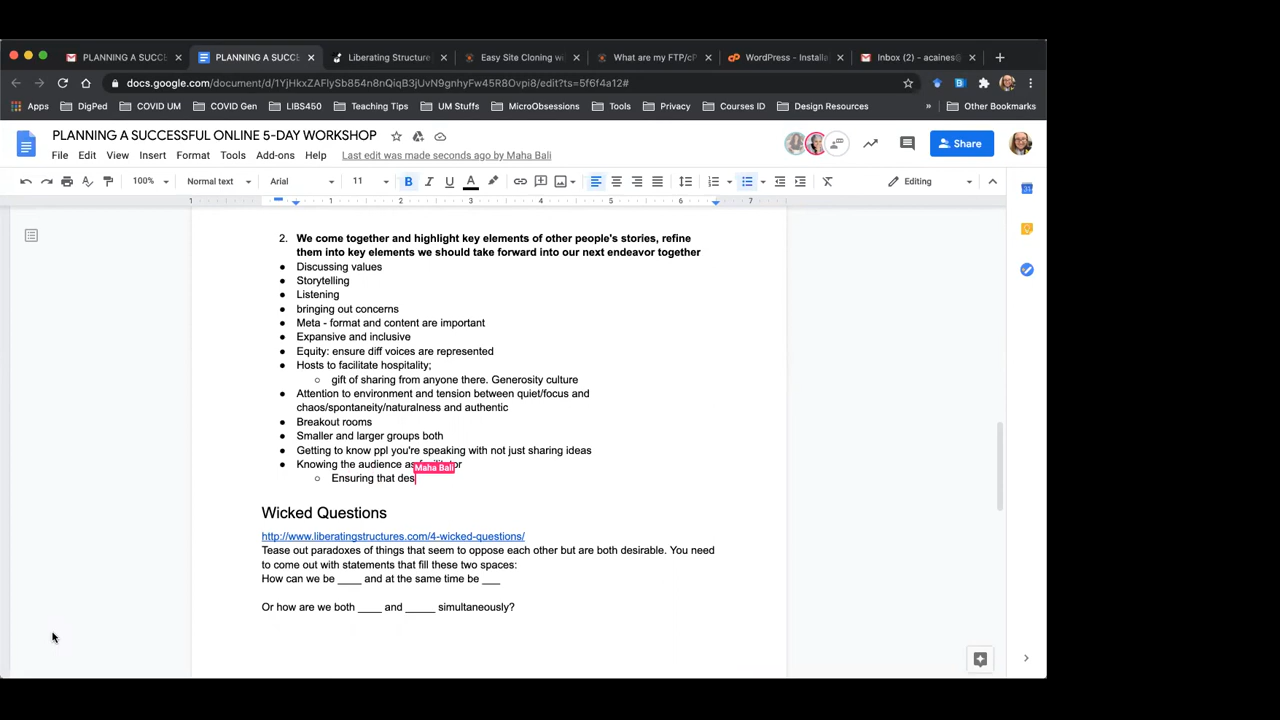 PLANNING A SUCCE
PLANNING A SUCCE
Liberating Structure
Easy Site Cloning w
What are my FTP/cP
WordPress - Installa
Inbox (2) - acaines@
docs.google.com/document/d/1YjHkxZAFlySb854n8nQiqB3jUvN9gnhyFw45R8Ovpi8/edit?ts=5f6f4a12#
Apps
DigPed
COVID UM
COVID Gen
LIBS450
Teaching Tips
UM Stuffs
MicroObsessions
Tools
Privacy
Courses ID
Design Resources
»
Other Bookmarks
PLANNING A SUCCESSFUL ONLINE 5-DAY WORKSHOP
File Edit View Insert Format Tools Add-ons Help Last edit was made seconds ago by Maha Bali
Share
100% Normal text Arial 11 B I U A Editing
1 1 2 3 4 5 6 7
2. We come together and highlight key elements of other people's stories, refine
them into key elements we should take forward into our next endeavor together
● Discussing values
● Storytelling
● Listening
● bringing out concerns
● Meta - format and content are important
● Expansive and inclusive
● Equity: ensure diff voices are represented
● Hosts to facilitate hospitality;
○ gift of sharing from anyone there. Generosity culture
● Attention to environment and tension between quiet/focus and
chaos/spontaneity/naturalness and authentic
● Breakout rooms
● Smaller and larger groups both
● Getting to know ppl you're speaking with not just sharing ideas
● Knowing the audience as facilitator
Maha Bali
○ Ensuring that des
Wicked Questions
http://www.liberatingstructures.com/4-wicked-questions/
Tease out paradoxes of things that seem to oppose each other but are both desirable. You need
to come out with statements that fill these two spaces:
How can we be ____ and at the same time be ___
Or how are we both ____ and _____ simultaneously?